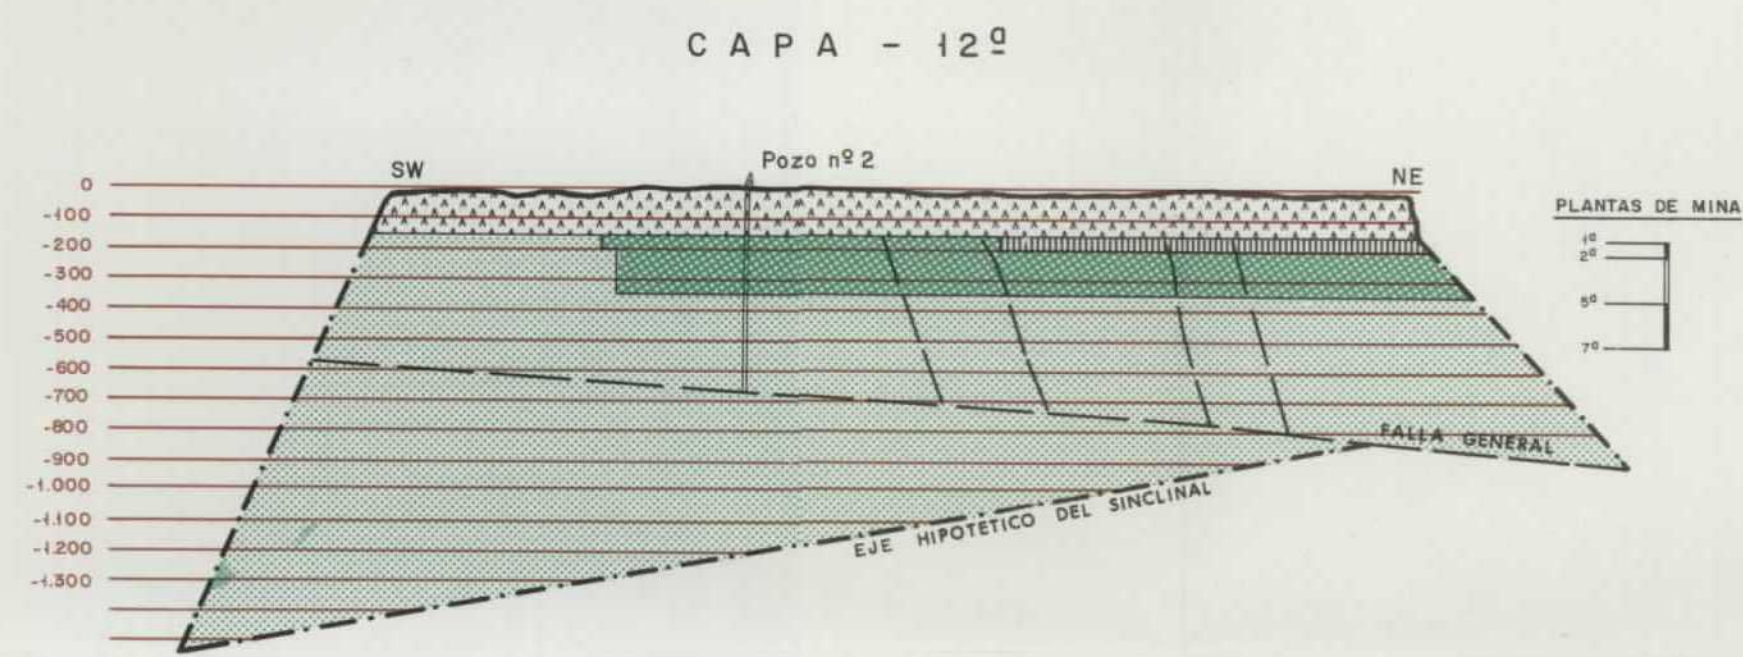 CAPA - 12ª
SW
Pozo nº 2
NE
0
-100
-200
-300
-400
-500
-600
-700
-800
-900
-1.000
-1.100
-1.200
-1.300
PLANTAS DE MINA
1ª
2ª
5ª
7ª
FALLA GENERAL
EJE HIPOTETICO DEL SINCLINAL